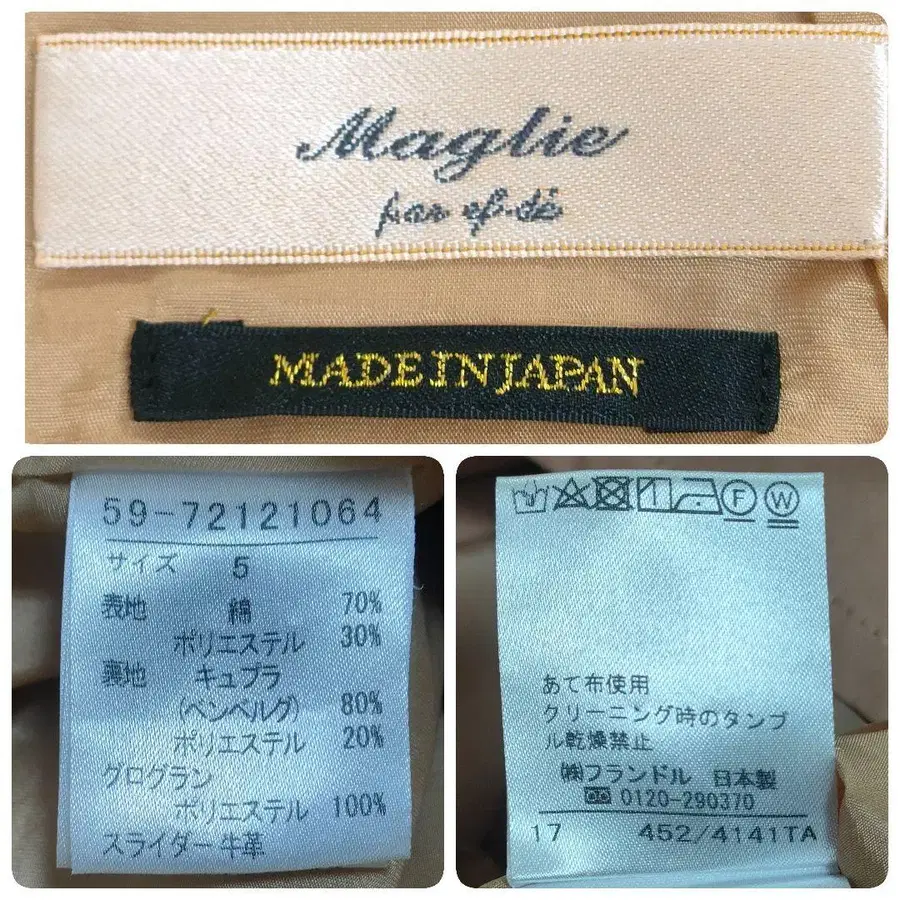 Maglie
par ef-dé
MADE IN JAPAN
59-72121064
サイズ 5
表地 綿 70%
ポリエステル 30%
裏地 キュプラ
(ベンベルグ) 80%
ポリエステル 20%
グログラン
ポリエステル 100%
スライダー 牛革
F W
あて布使用
クリーニング時のタンブ
ル乾燥禁止
㈱フランドル 日本製
0120-290370
17 452/4141TA